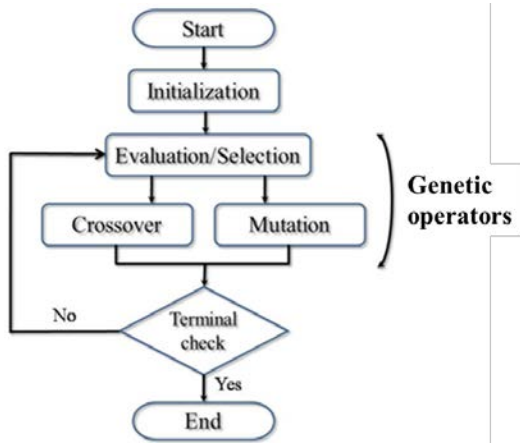 Start
Initialization
Evaluation/Selection
Genetic
operators
Crossover
Mutation
Terminal
check
No
Yes
End